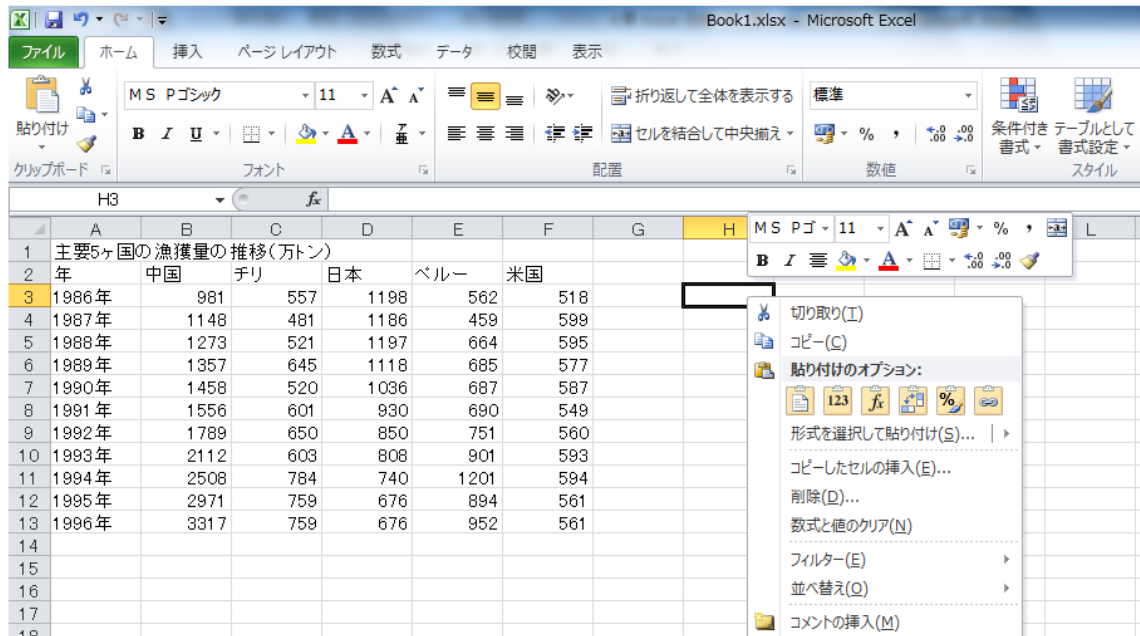 Book1.xlsx - Microsoft Excel
ファイル ホーム 挿入 ページ レイアウト 数式 データ 校閲 表示
貼り付け
クリップボード
ＭＳ Ｐゴシック 11 A A
B I U A
フォント
折り返して全体を表示する
セルを結合して中央揃え
配置
標準
% , .0 .00 .00 .0
数値
条件付き書式
テーブルとして書式設定
スタイル
H3 fx
A B C D E F G H L
1 主要5ヶ国の漁獲量の推移(万トン)
2 年 中国 チリ 日本 ペルー 米国
3 1986年 981 557 1198 562 518
4 1987年 1148 481 1186 459 599
5 1988年 1273 521 1197 664 595
6 1989年 1357 645 1118 685 577
7 1990年 1458 520 1036 687 587
8 1991年 1556 601 930 690 549
9 1992年 1789 650 850 751 560
10 1993年 2112 603 808 901 593
11 1994年 2508 784 740 1201 594
12 1995年 2971 759 676 894 561
13 1996年 3317 759 676 952 561
14
15
16
17
18
ＭＳ Ｐゴ 11 A A % ,
B I A .0 .00 .00 .0
切り取り(T)
コピー(C)
貼り付けのオプション:
123 fx %
形式を選択して貼り付け(S)...
コピーしたセルの挿入(E)...
削除(D)...
数式と値のクリア(N)
フィルター(E)
並べ替え(O)
コメントの挿入(M)